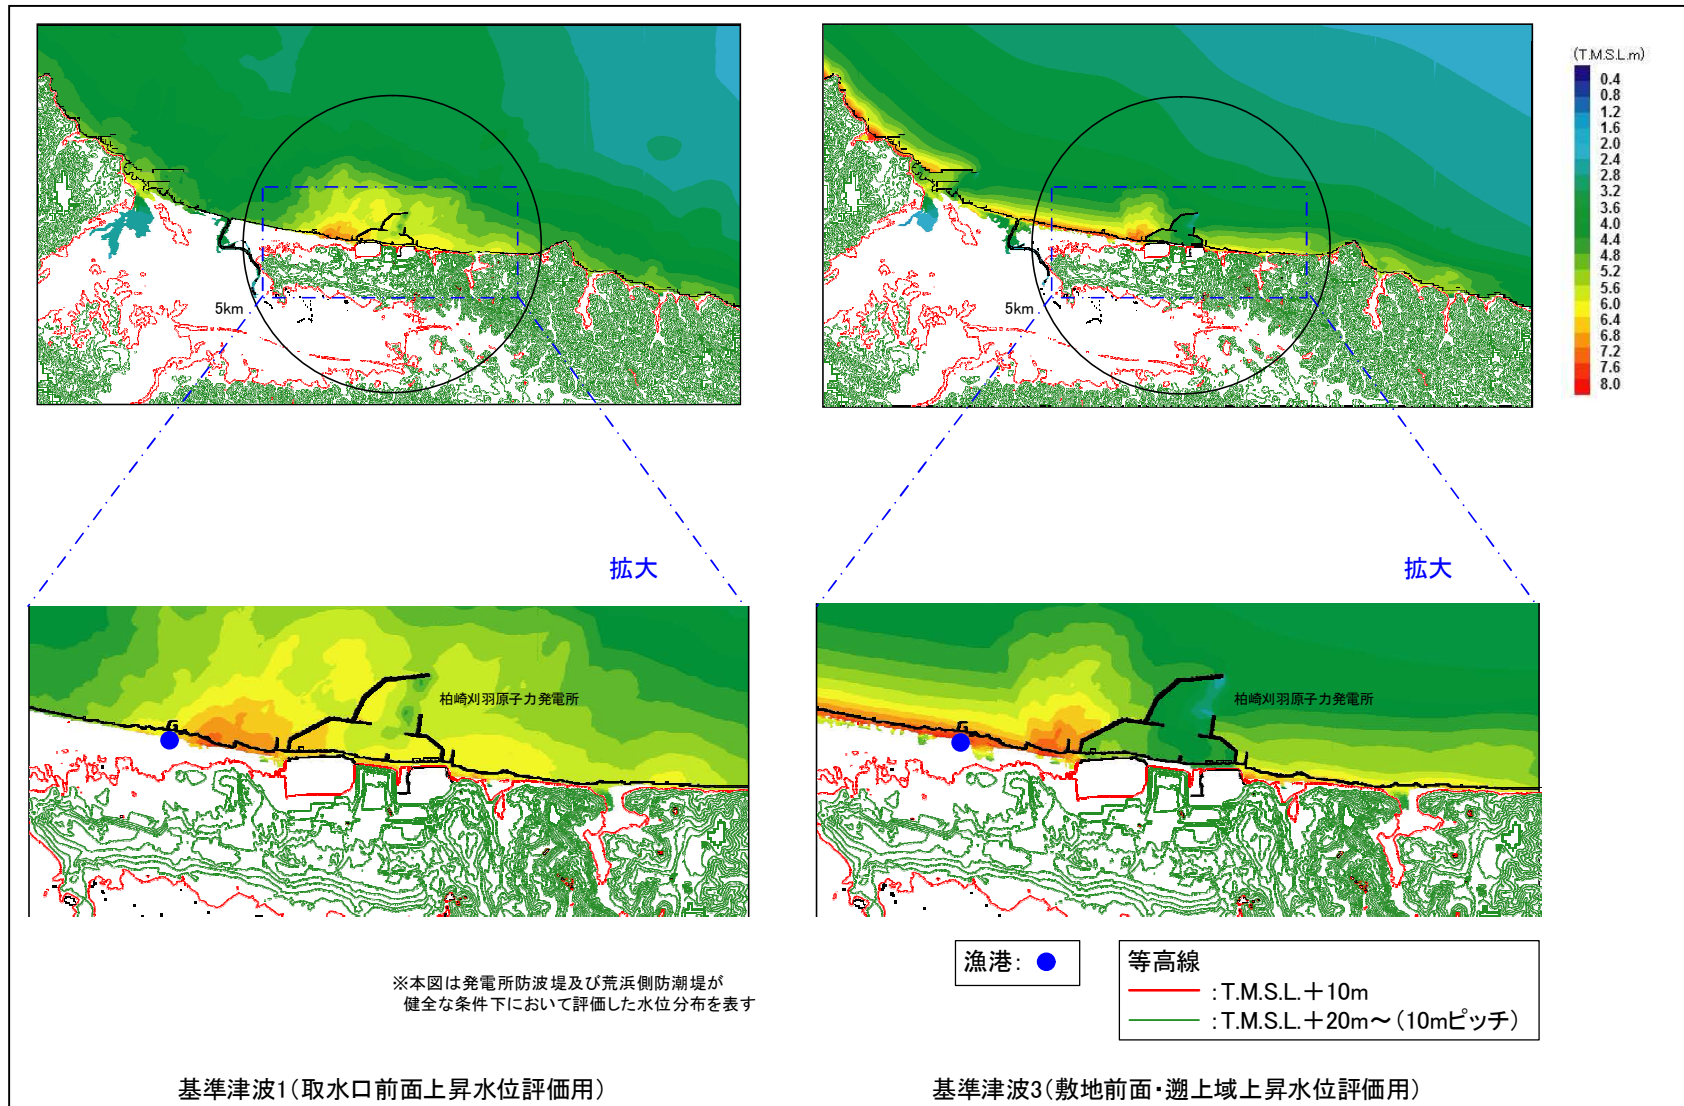 (T.M.S.L.m)
0.4
0.8
1.2
1.6
2.0
2.4
2.8
3.2
3.6
4.0
4.4
4.8
5.2
5.6
6.0
6.4
6.8
7.2
7.6
8.0
5km
5km
拡大
拡大
柏崎刈羽原子力発電所
柏崎刈羽原子力発電所
漁港:
等高線
:T.M.S.L.+10m
:T.M.S.L.+20m~(10mピッチ)
※本図は発電所防波堤及び荒浜側防潮堤が
健全な条件下において評価した水位分布を表す
基準津波1(取水口前面上昇水位評価用)
基準津波3(敷地前面・遡上域上昇水位評価用)